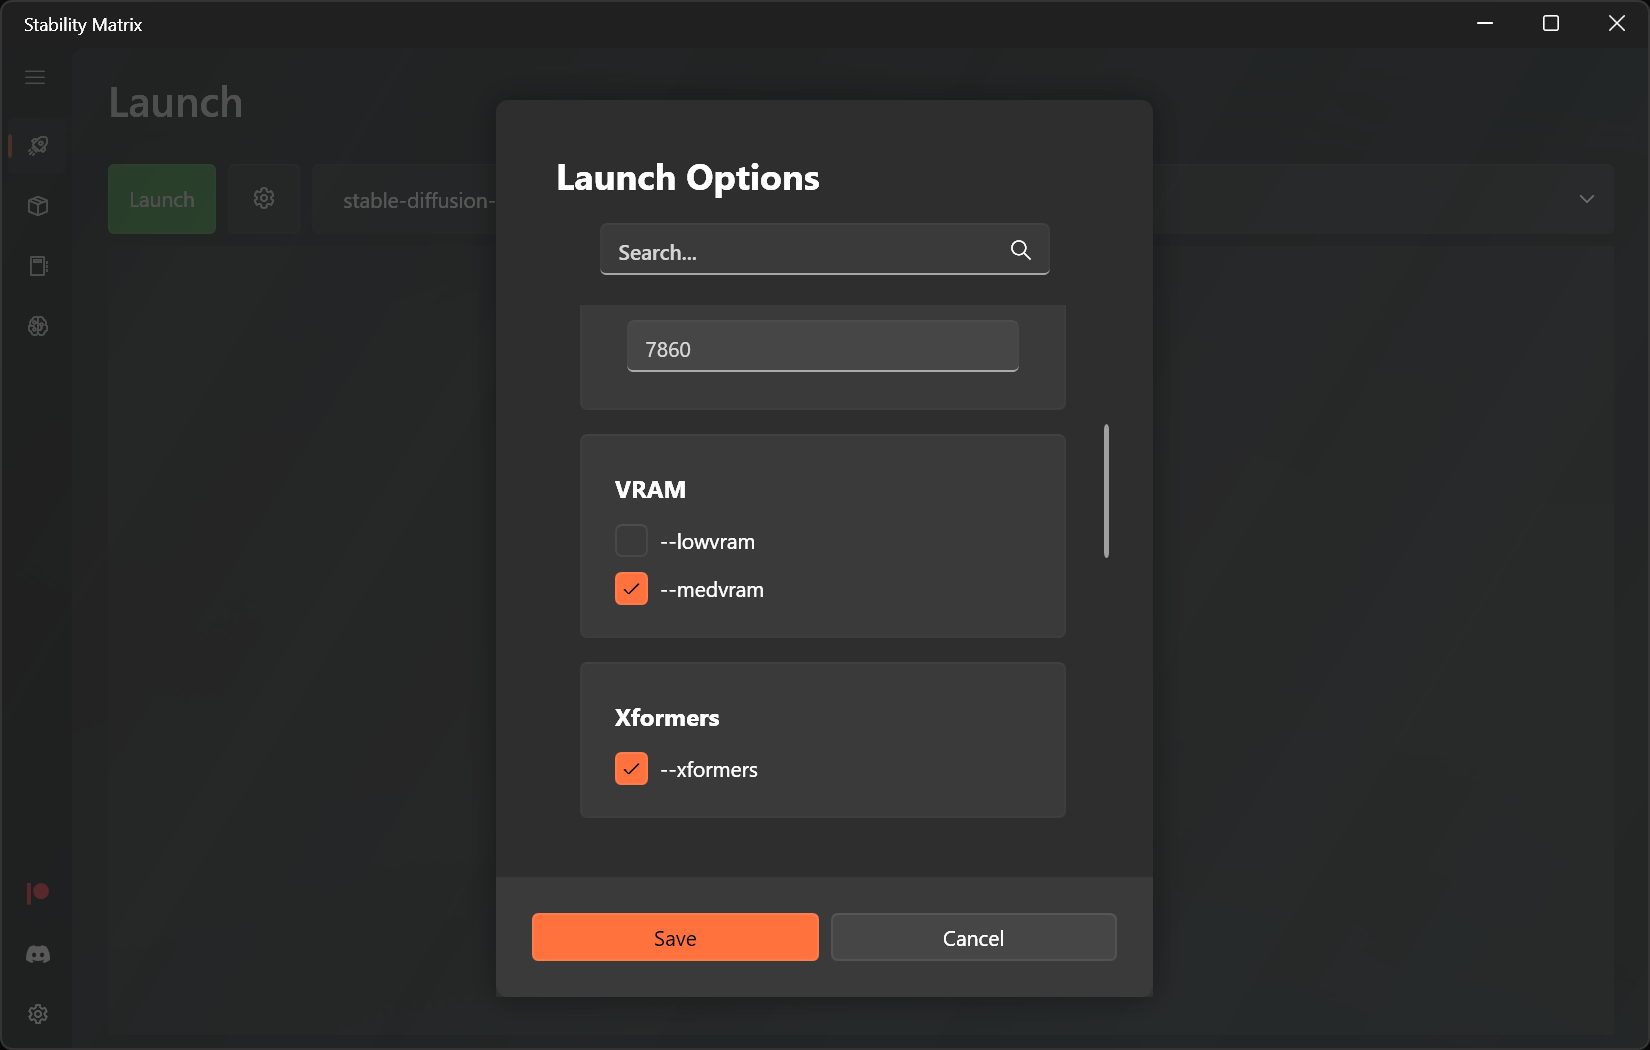 Stability Matrix
Launch
Launch
stable-diffusion-
Launch Options
Search...
7860
VRAM
--lowvram
--medvram
Xformers
--xformers
Save
Cancel